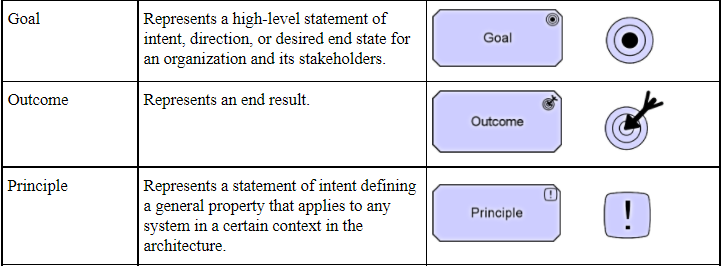 Goal
Represents a high-level statement of
intent, direction, or desired end state for
an organization and its stakeholders.
Goal
Outcome
Represents an end result.
Outcome
Principle
Represents a statement of intent defining
a general property that applies to any
system in a certain context in the
architecture.
Principle
!
!